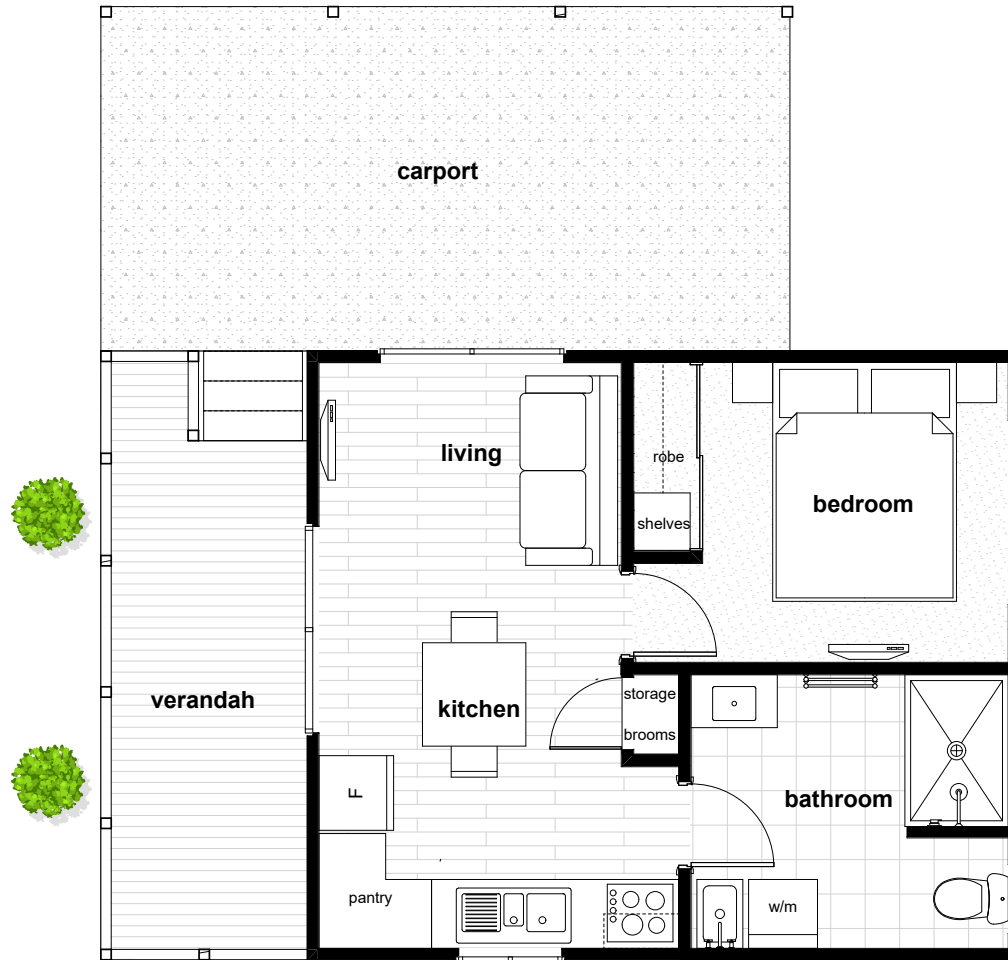 carport
living
robe
shelves
bedroom
verandah
kitchen
storage
brooms
F
bathroom
pantry
w/m